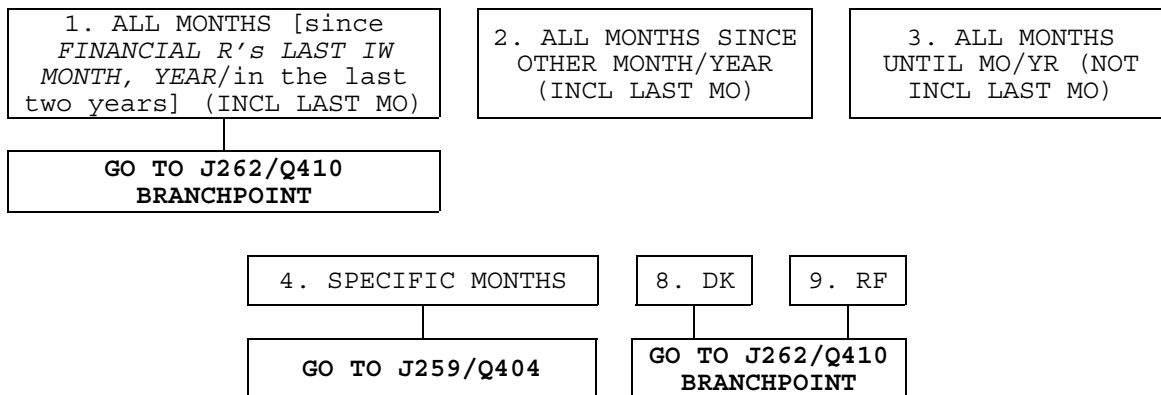 1. ALL MONTHS [since
FINANCIAL R's LAST IW
MONTH, YEAR/in the last
two years] (INCL LAST MO)
2. ALL MONTHS SINCE
OTHER MONTH/YEAR
(INCL LAST MO)
3. ALL MONTHS
UNTIL MO/YR (NOT
INCL LAST MO)
GO TO J262/Q410
BRANCHPOINT
4. SPECIFIC MONTHS
8. DK
9. RF
GO TO J259/Q404
GO TO J262/Q410
BRANCHPOINT